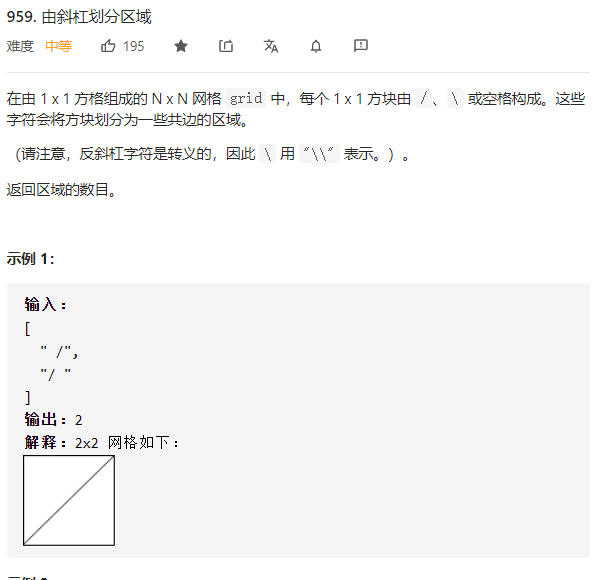 959. 由斜杠划分区域
难度 中等 195
在由 1 x 1 方格组成的 N x N 网格 grid 中，每个 1 x 1 方块由 /、\ 或空格构成。这些
字符会将方块划分为一些共边的区域。
（请注意，反斜杠字符是转义的，因此 \ 用 "\\" 表示。）。
返回区域的数目。
示例 1：
输入：
[
  " /",
  "/ "
]
输出：2
解释：2x2 网格如下：